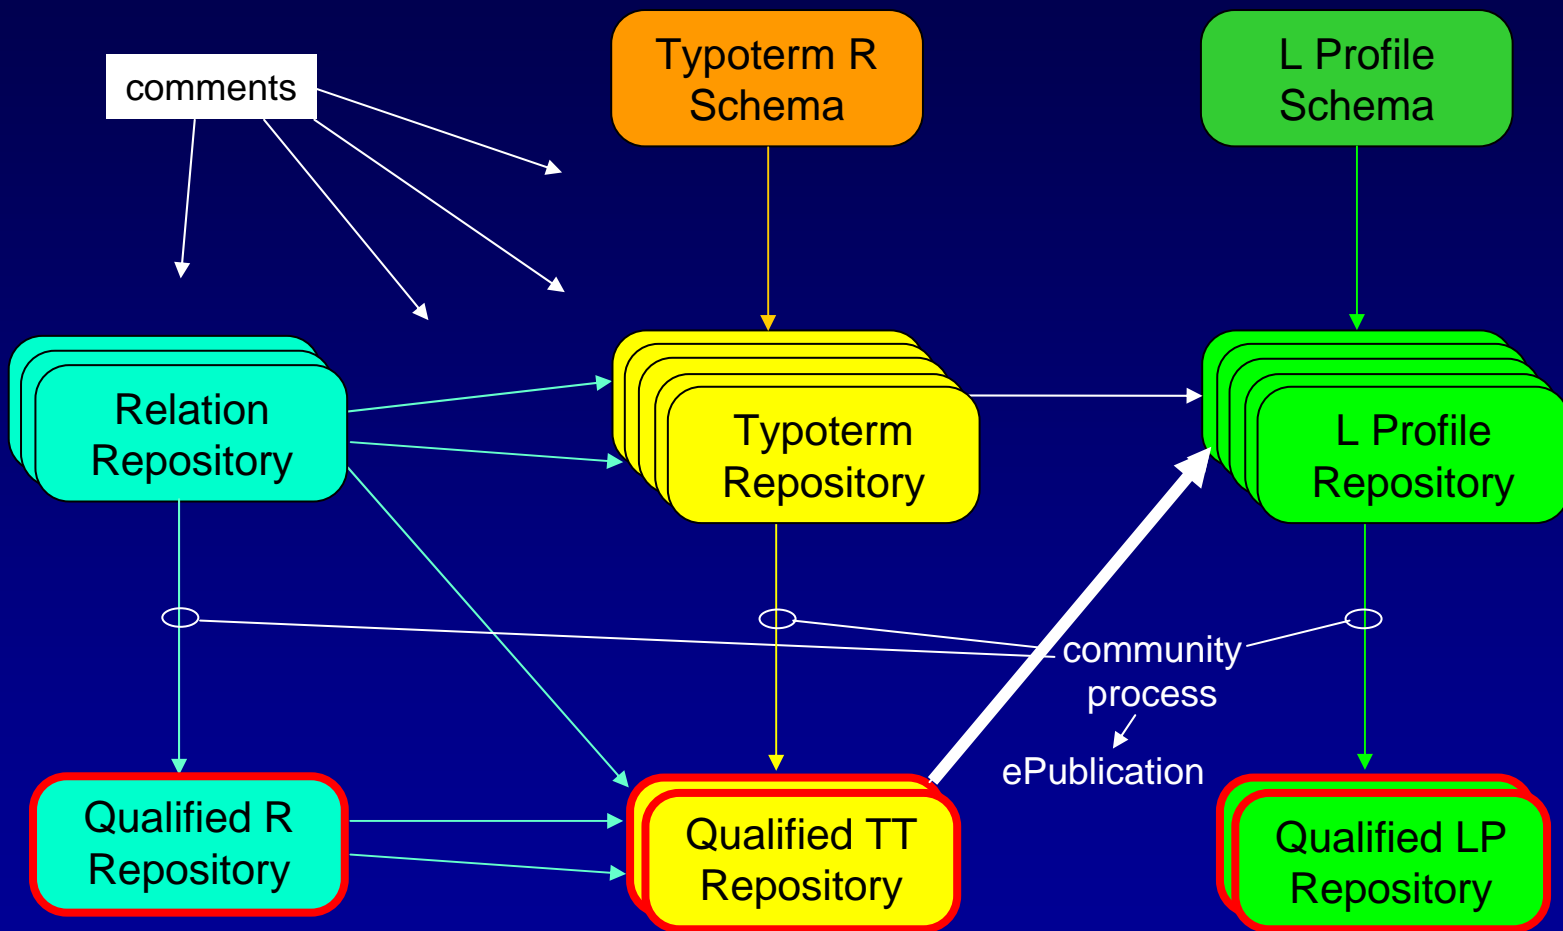 comments
Typoterm R
Schema
L Profile
Schema
Relation
Repository
Typoterm
Repository
L Profile
Repository
community
process
ePublication
Qualified R
Repository
Qualified TT
Repository
Qualified LP
Repository